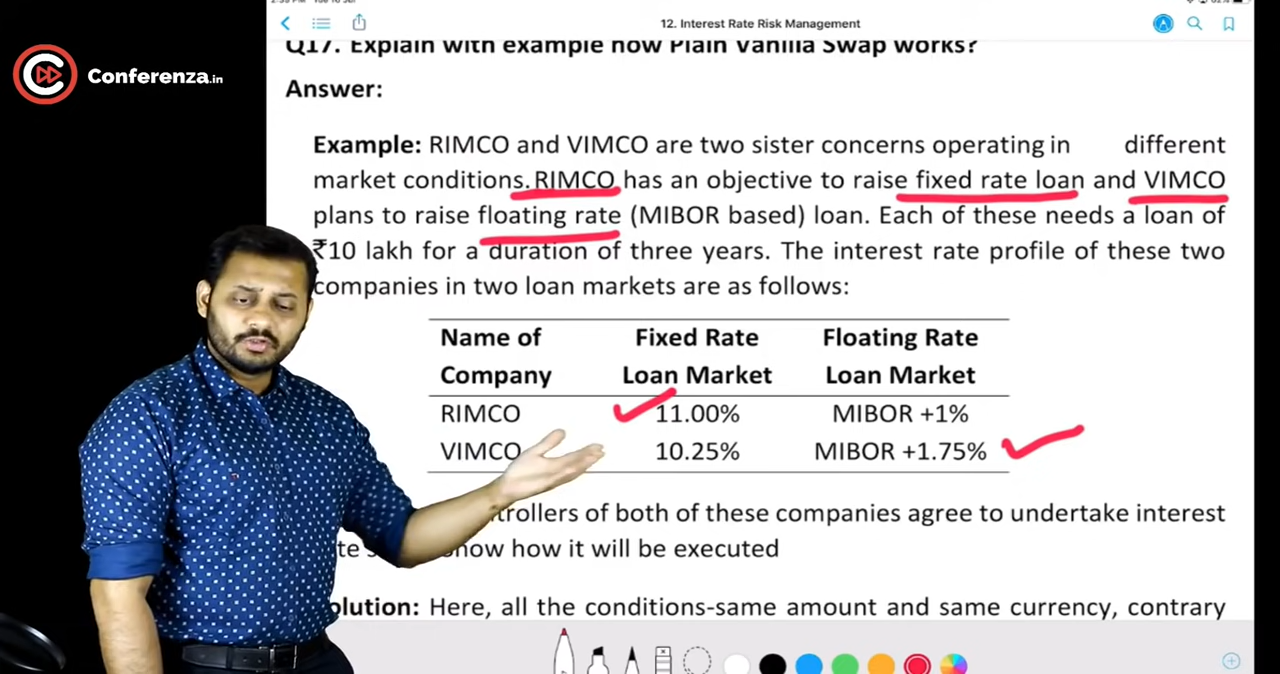 12. Interest Rate Risk Management
Conferenza.in
Q17. Explain with example how Plain Vanilla Swap works?
Answer:
Example: RIMCO and VIMCO are two sister concerns operating in different
market conditions. RIMCO has an objective to raise fixed rate loan and VIMCO
plans to raise floating rate (MIBOR based) loan. Each of these needs a loan of
₹10 lakh for a duration of three years. The interest rate profile of these two
companies in two loan markets are as follows:
Name of Company Fixed Rate Loan Market Floating Rate Loan Market
RIMCO 11.00% MIBOR +1%
VIMCO 10.25% MIBOR +1.75%
of both of these companies agree to undertake interest
how it will be executed
Here, all the conditions-same amount and same currency, contrary